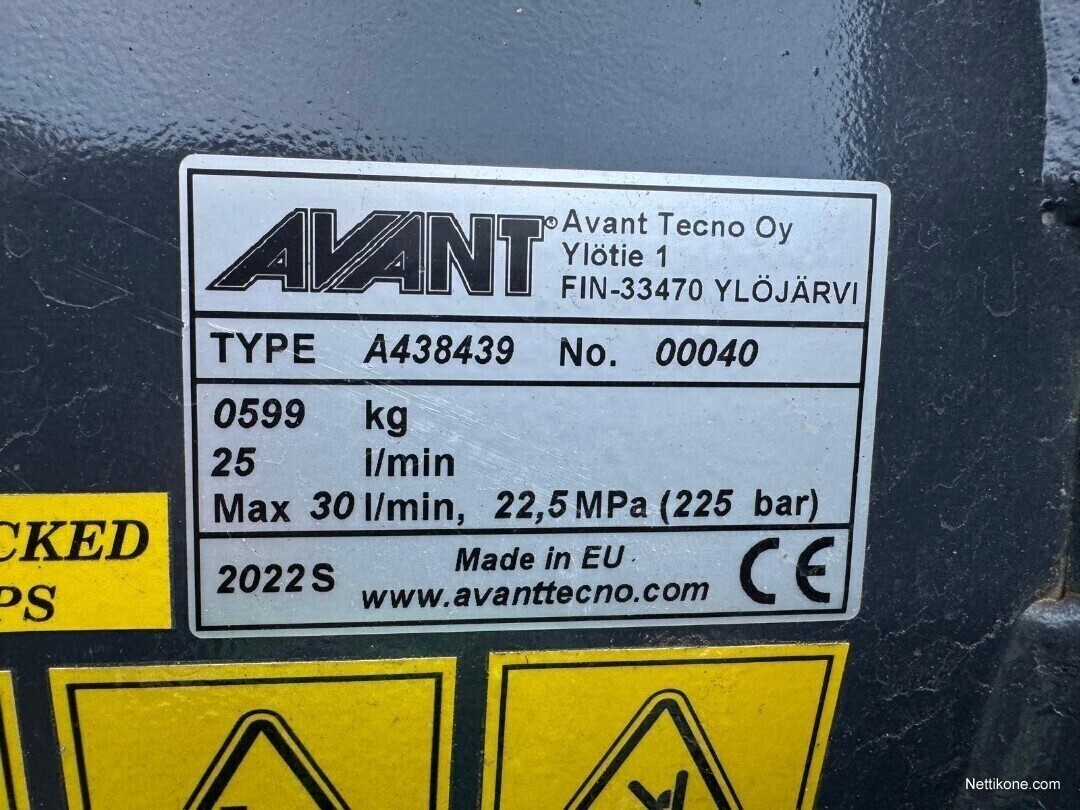 AVANT® Avant Tecno Oy
Ylötie 1
FIN-33470 YLÖJÄRVI
TYPE A438439 No. 00040
0599 kg
25 l/min
Max 30 l/min, 22,5 MPa (225 bar)
2022 S Made in EU CE
www.avanttecno.com
CKED
PS
Nettikone.com